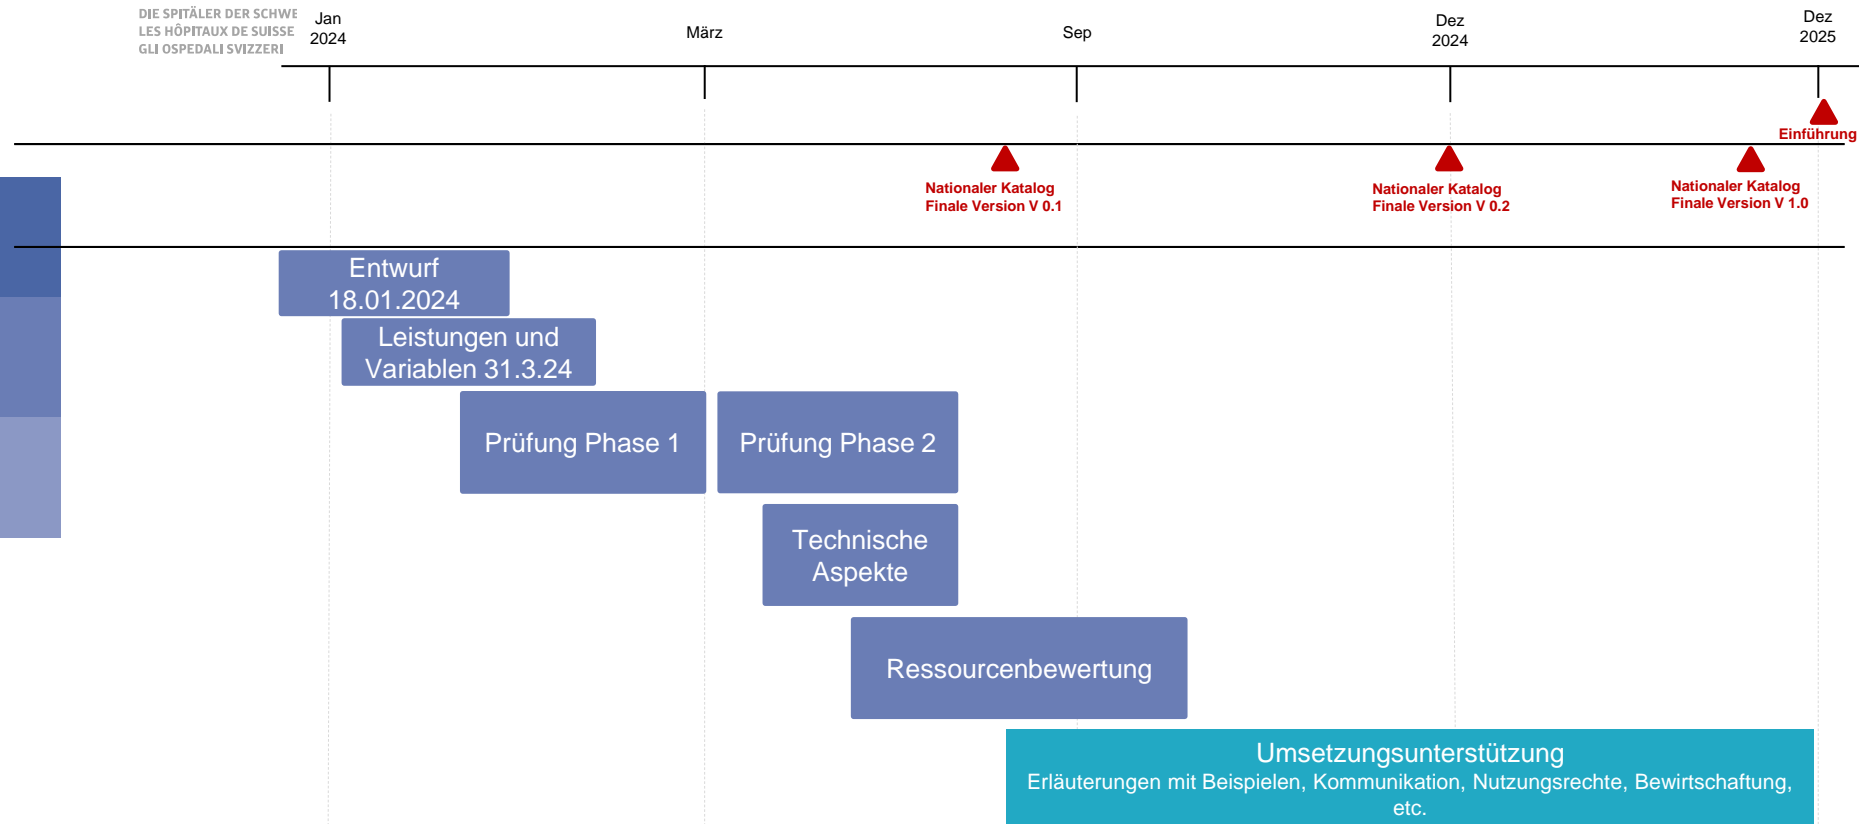 DIE SPITÄLER DER SCHWE
LES HÔPITAUX DE SUISSE
GLI OSPEDALI SVIZZERI
Jan
2024
März
Sep
Dez
2024
Dez
2025
Einführung
Nationaler Katalog
Finale Version V 0.1
Nationaler Katalog
Finale Version V 0.2
Nationaler Katalog
Finale Version V 1.0
Entwurf
18.01.2024
Leistungen und
Variablen 31.3.24
Prüfung Phase 1
Prüfung Phase 2
Technische
Aspekte
Ressourcenbewertung
Umsetzungsunterstützung
Erläuterungen mit Beispielen, Kommunikation, Nutzungsrechte, Bewirtschaftung,
etc.